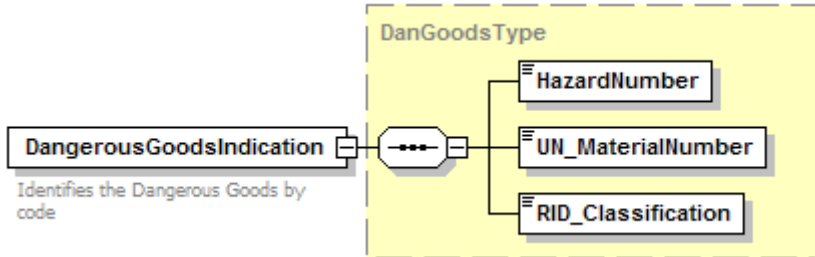 DanGoodsType
HazardNumber
DangerousGoodsIndication
UN_MaterialNumber
Identifies the Dangerous Goods by
code
RID_Classification